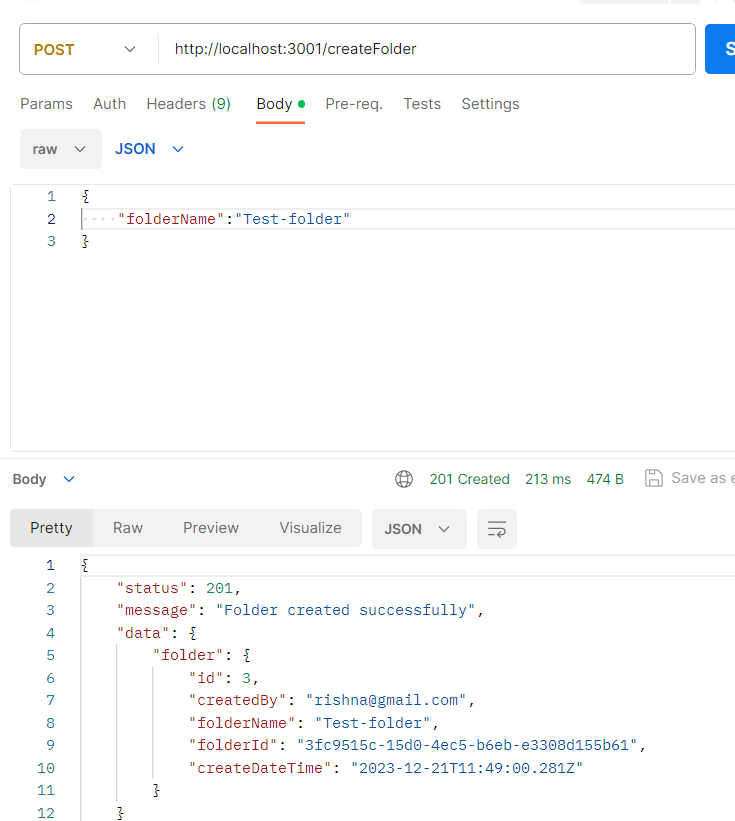 POST http://localhost:3001/createFolder S
Params Auth Headers (9) Body Pre-req. Tests Settings
raw JSON
1 {
2 ····"folderName":"Test-folder"
3 }
Body 201 Created 213 ms 474 B Save as e
Pretty Raw Preview Visualize JSON
1 {
2 "status": 201,
3 "message": "Folder created successfully",
4 "data": {
5 "folder": {
6 "id": 3,
7 "createdBy": "rishna@gmail.com",
8 "folderName": "Test-folder",
9 "folderId": "3fc9515c-15d0-4ec5-b6eb-e3308d155b61",
10 "createDateTime": "2023-12-21T11:49:00.281Z"
11 }
12 }